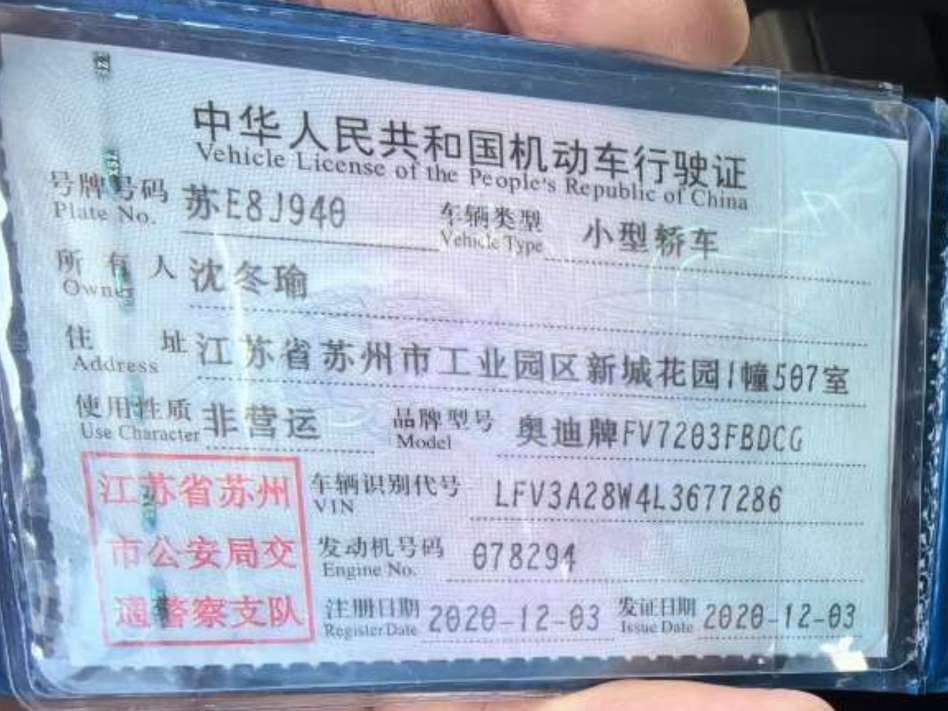 中华人民共和国机动车行驶证
Vehicle License of the People's Republic of China
号牌号码 苏E8J940 车辆类型 小型轿车
Plate No. Vehicle Type
所有人 沈冬瑜
Owner
住址 江苏省苏州市工业园区新城花园1幢507室
Address
使用性质 非营运 品牌型号 奥迪牌FV7203FBDCG
Use Character Model
江苏省苏州 车辆识别代号 LFV3A28W4L3677286
VIN
市公安局交 发动机号码 078294
Engine No.
通警察支队 注册日期 2020-12-03 发证日期 2020-12-03
Register Date Issue Date